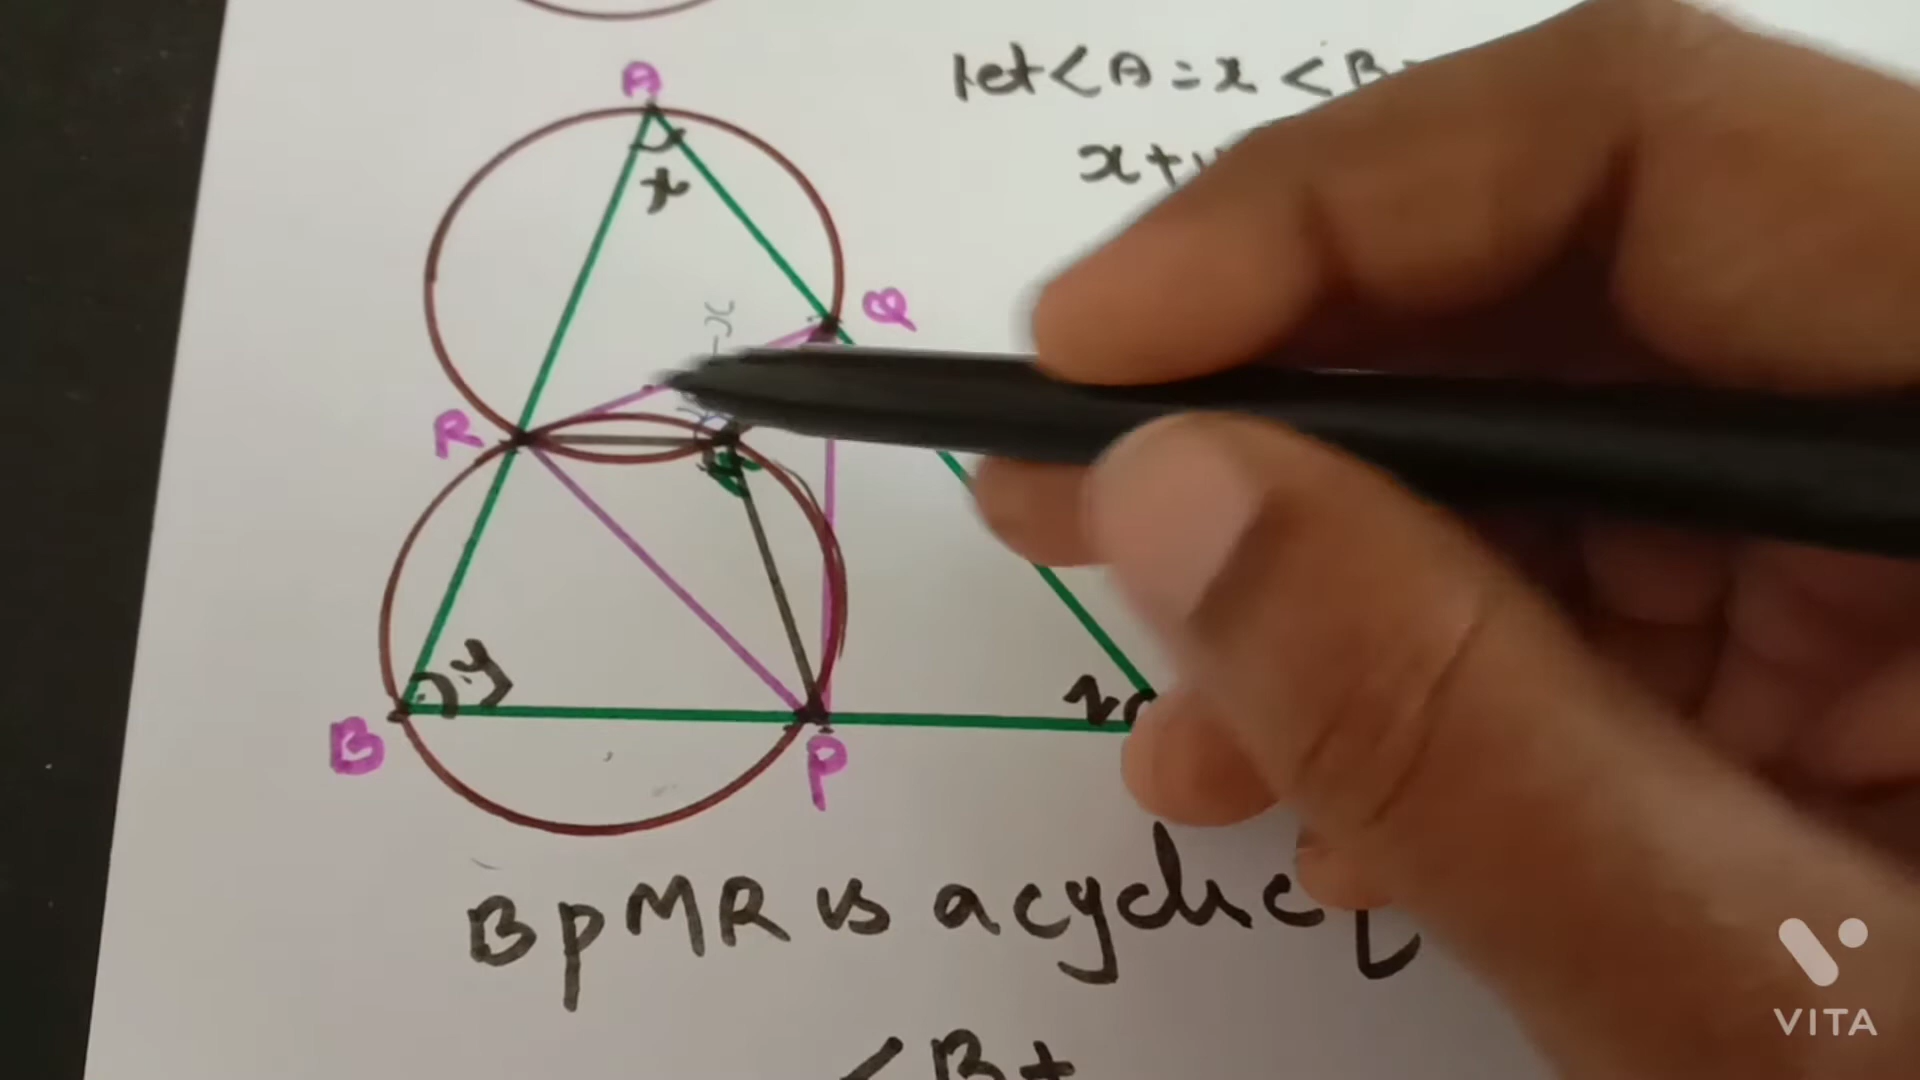 let <A = x <B
x +
A
x
-x
Q
R
y
z
B
P
BPMR is a cyclic
<B +
VITA